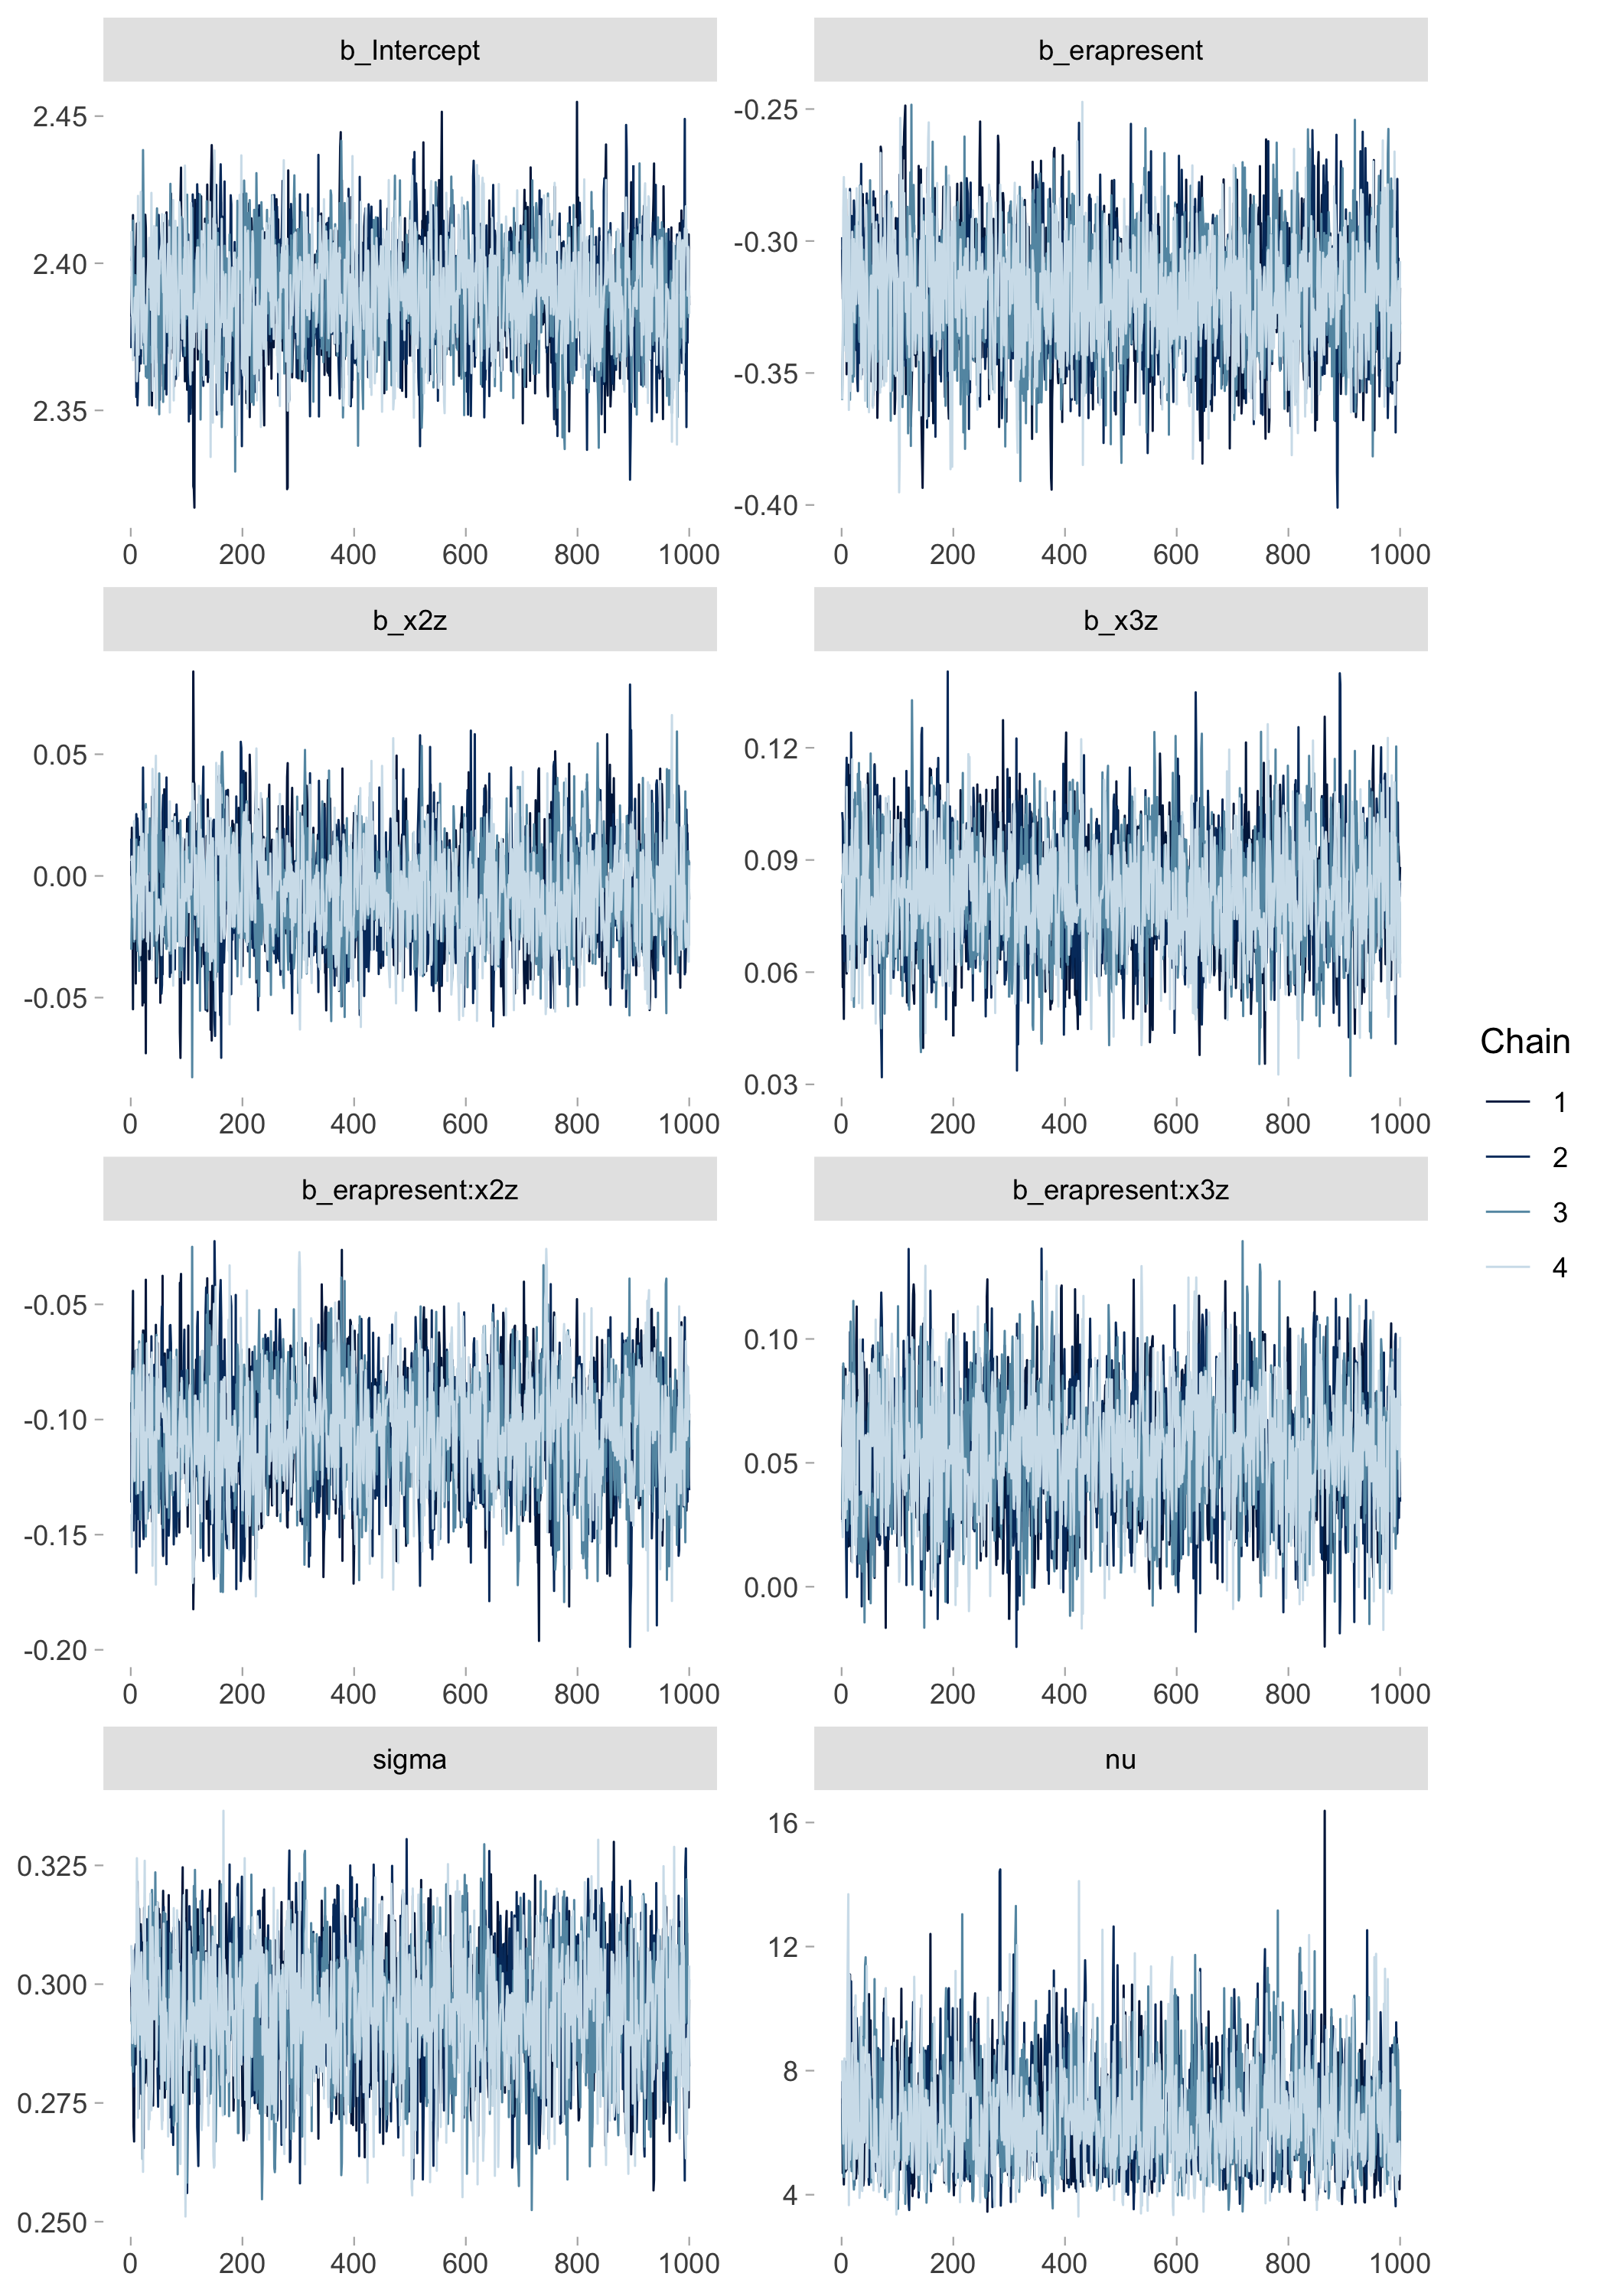 b_Intercept
2.45
2.40
2.35
0 200 400 600 800 1000
b_erapresent
-0.25
-0.30
-0.35
-0.40
0 200 400 600 800 1000
b_x2z
0.05
0.00
-0.05
0 200 400 600 800 1000
b_x3z
0.12
0.09
0.06
0.03
0 200 400 600 800 1000
b_erapresent:x2z
-0.05
-0.10
-0.15
-0.20
0 200 400 600 800 1000
b_erapresent:x3z
0.10
0.05
0.00
0 200 400 600 800 1000
sigma
0.325
0.300
0.275
0.250
0 200 400 600 800 1000
nu
16
12
8
4
0 200 400 600 800 1000
Chain
1
2
3
4